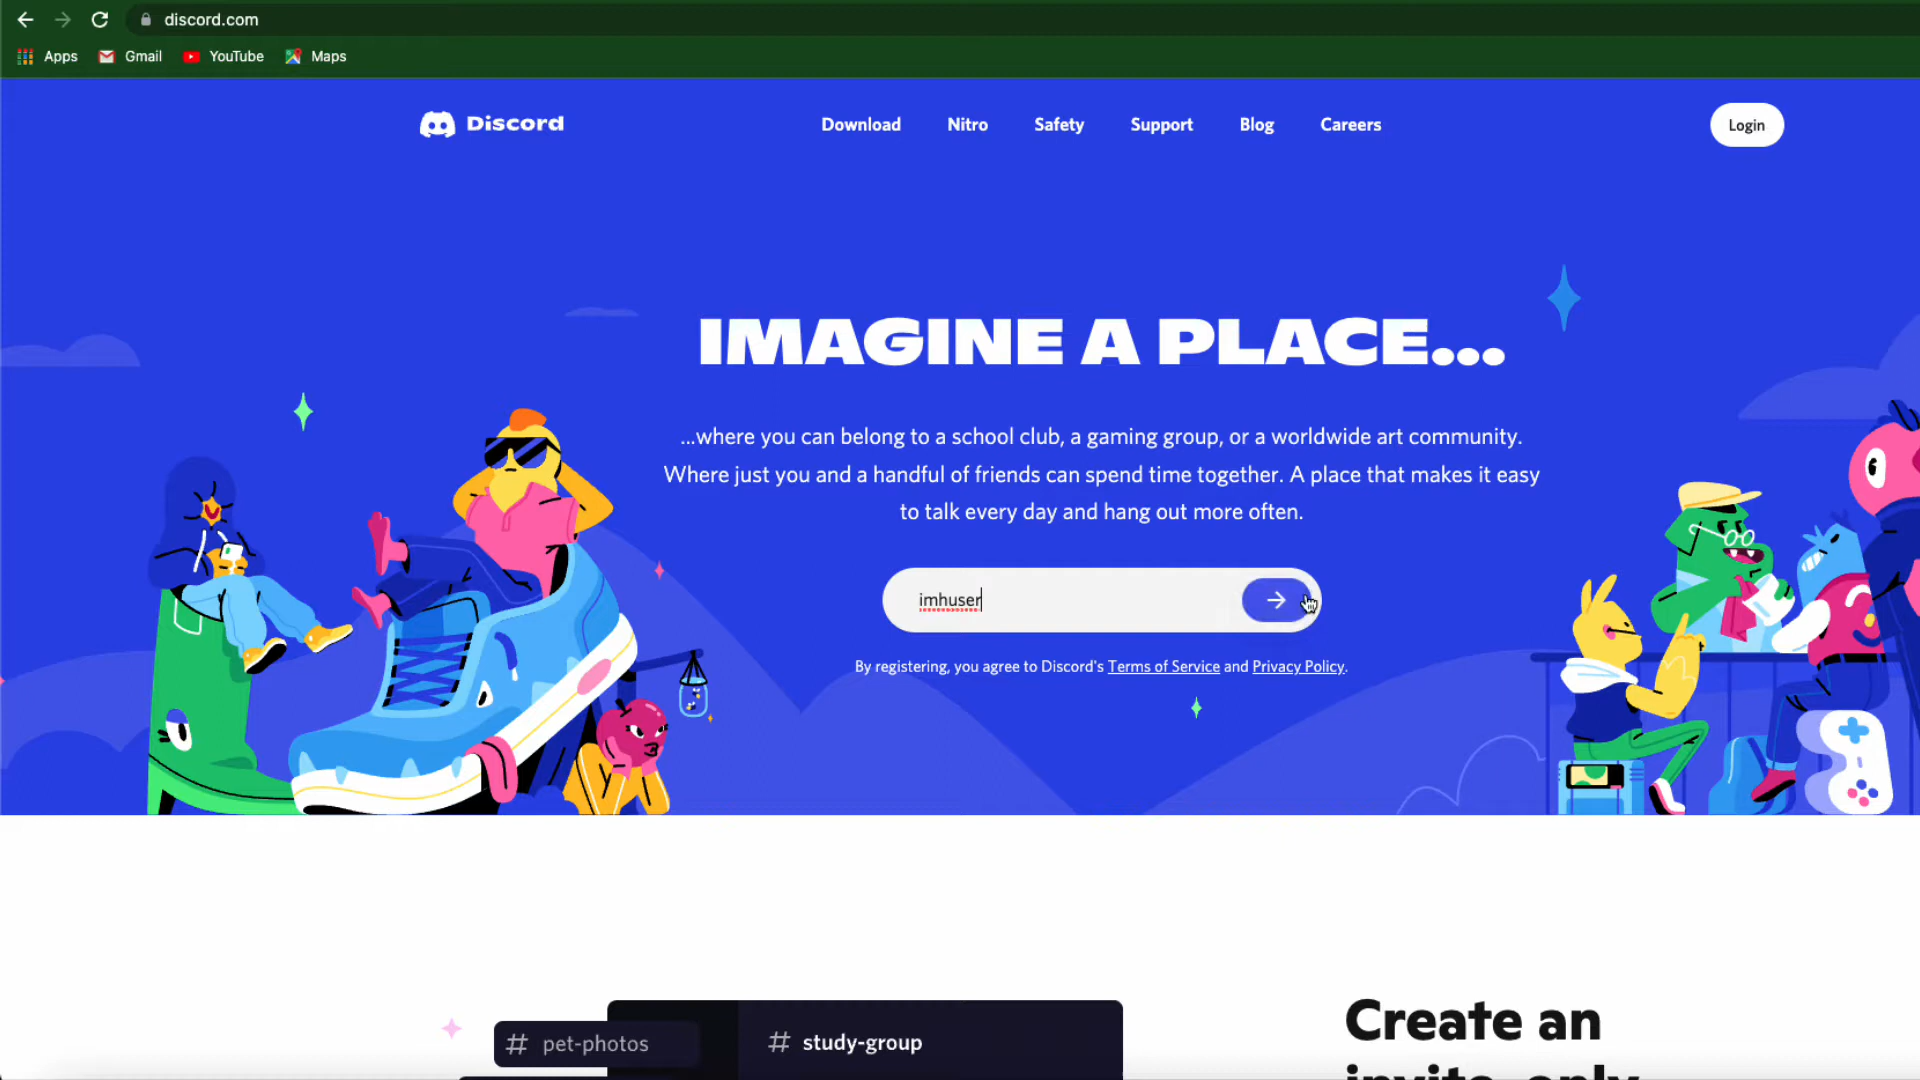 discord.com
Apps Gmail YouTube Maps
Discord Download Nitro Safety Support Blog Careers Login
IMAGINE A PLACE...
...where you can belong to a school club, a gaming group, or a worldwide art community.
Where just you and a handful of friends can spend time together. A place that makes it easy
to talk every day and hang out more often.
imhuser
By registering, you agree to Discord's Terms of Service and Privacy Policy.
# pet-photos
# study-group
Create an
invite-only